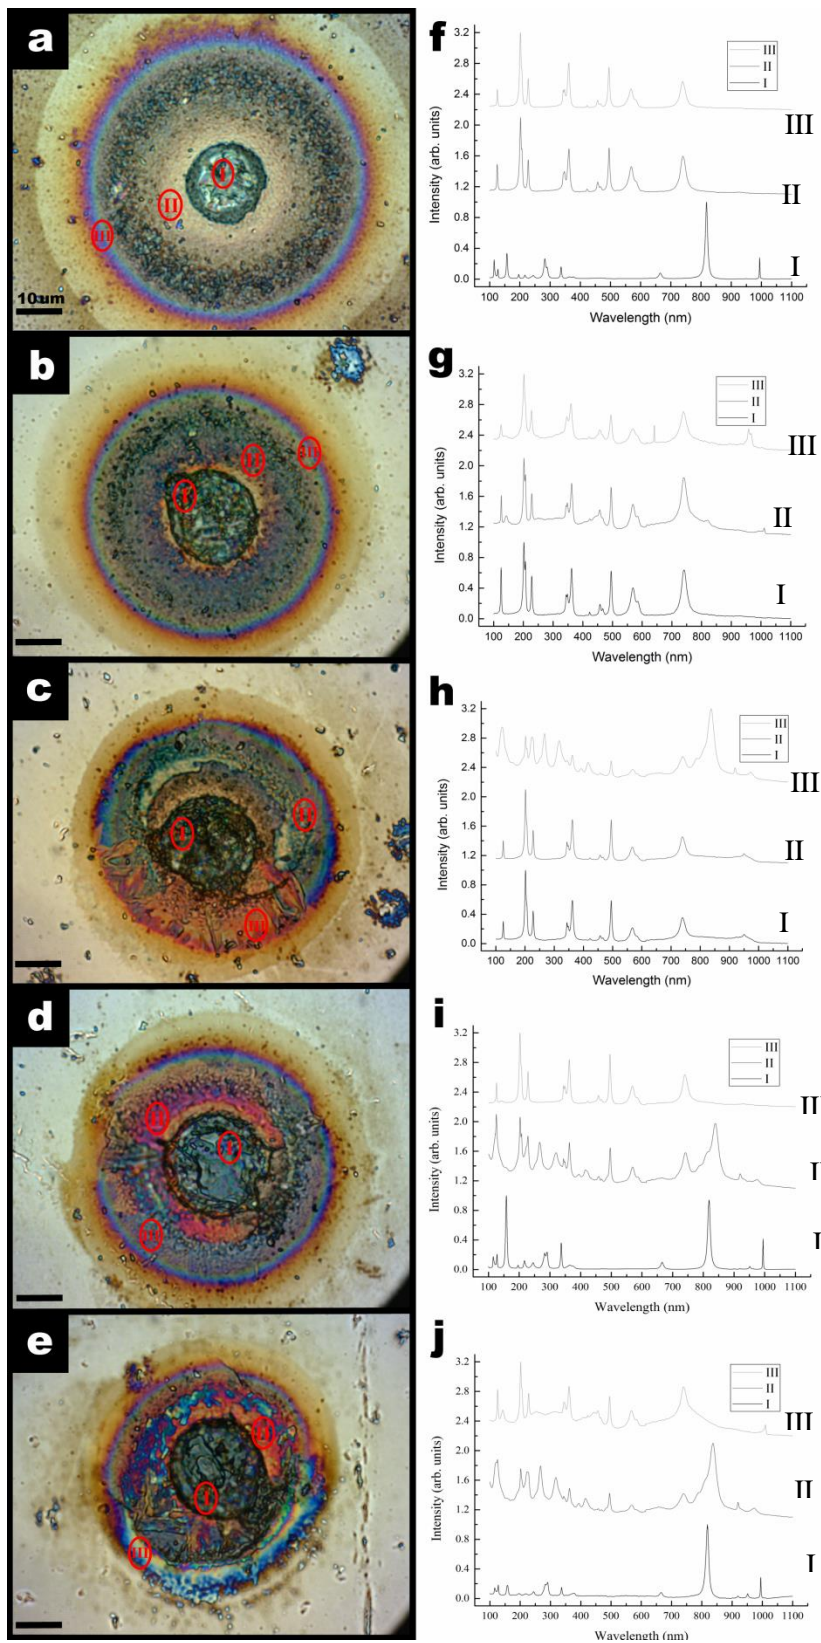 a
I
II
III
10um
f
3.2
2.8
2.4
2.0
1.6
1.2
0.8
0.4
0.0
Intensity (arb. units)
III
II
I
III
II
I
100 200 300 400 500 600 700 800 900 1000 1100
Wavelength (nm)
b
I
II
III
g
3.2
2.8
2.4
2.0
1.6
1.2
0.8
0.4
0.0
Intensity (arb. units)
III
II
I
III
II
I
100 200 300 400 500 600 700 800 900 1000 1100
Wavelength (nm)
c
I
II
III
h
3.2
2.8
2.4
2.0
1.6
1.2
0.8
0.4
0.0
Intensity (arb. units)
III
II
I
III
II
I
100 200 300 400 500 600 700 800 900 1000 1100
Wavelength (nm)
d
II
I
III
i
3.2
2.8
2.4
2.0
1.6
1.2
0.8
0.4
0.0
Intensity (arb. units)
III
II
I
II
I
I
100 200 300 400 500 600 700 800 900 1000 1100
Wavelength (nm)
e
II
I
III
j
3.2
2.8
2.4
2.0
1.6
1.2
0.8
0.4
0.0
Intensity (arb. units)
III
II
I
III
II
I
100 200 300 400 500 600 700 800 900 1000 1100
Wavelength (nm)